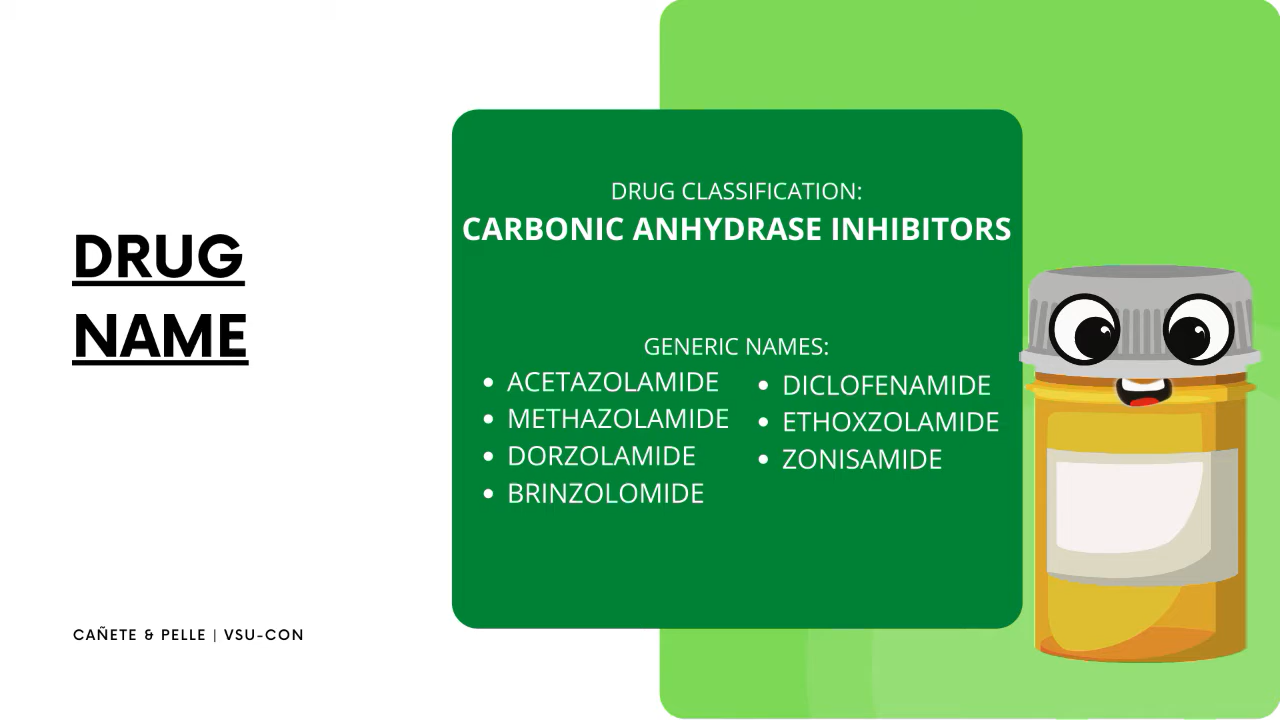 DRUG
NAME
DRUG CLASSIFICATION:
CARBONIC ANHYDRASE INHIBITORS
GENERIC NAMES:
• ACETAZOLAMIDE
• METHAZOLAMIDE
• DORZOLAMIDE
• BRINZOLOMIDE
• DICLOFENAMIDE
• ETHOXZOLAMIDE
• ZONISAMIDE
CAÑETE & PELLE | VSU-CON